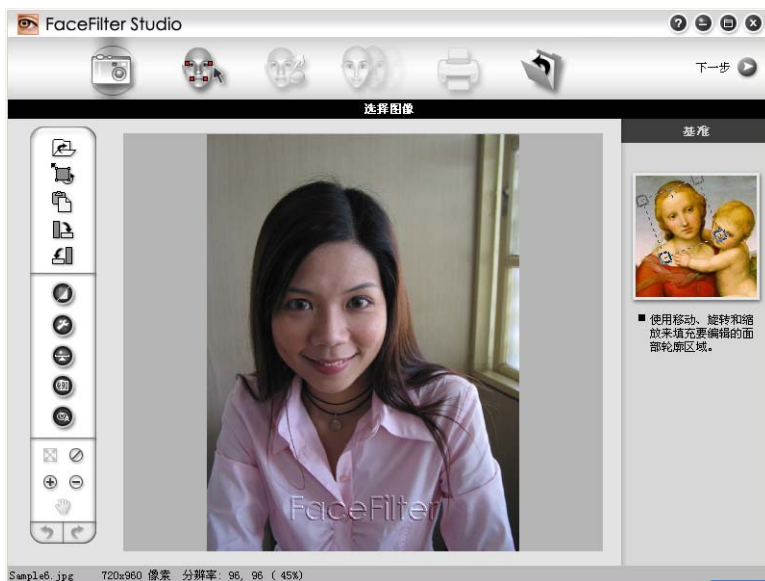 FaceFilter Studio
下一步
选择图像
基准
使用移动、旋转和缩
放来填充要编辑的面
部轮廓区域。
FaceFilter
Sample6.jpg 720x960 像素 分辨率: 96, 96 ( 45%)